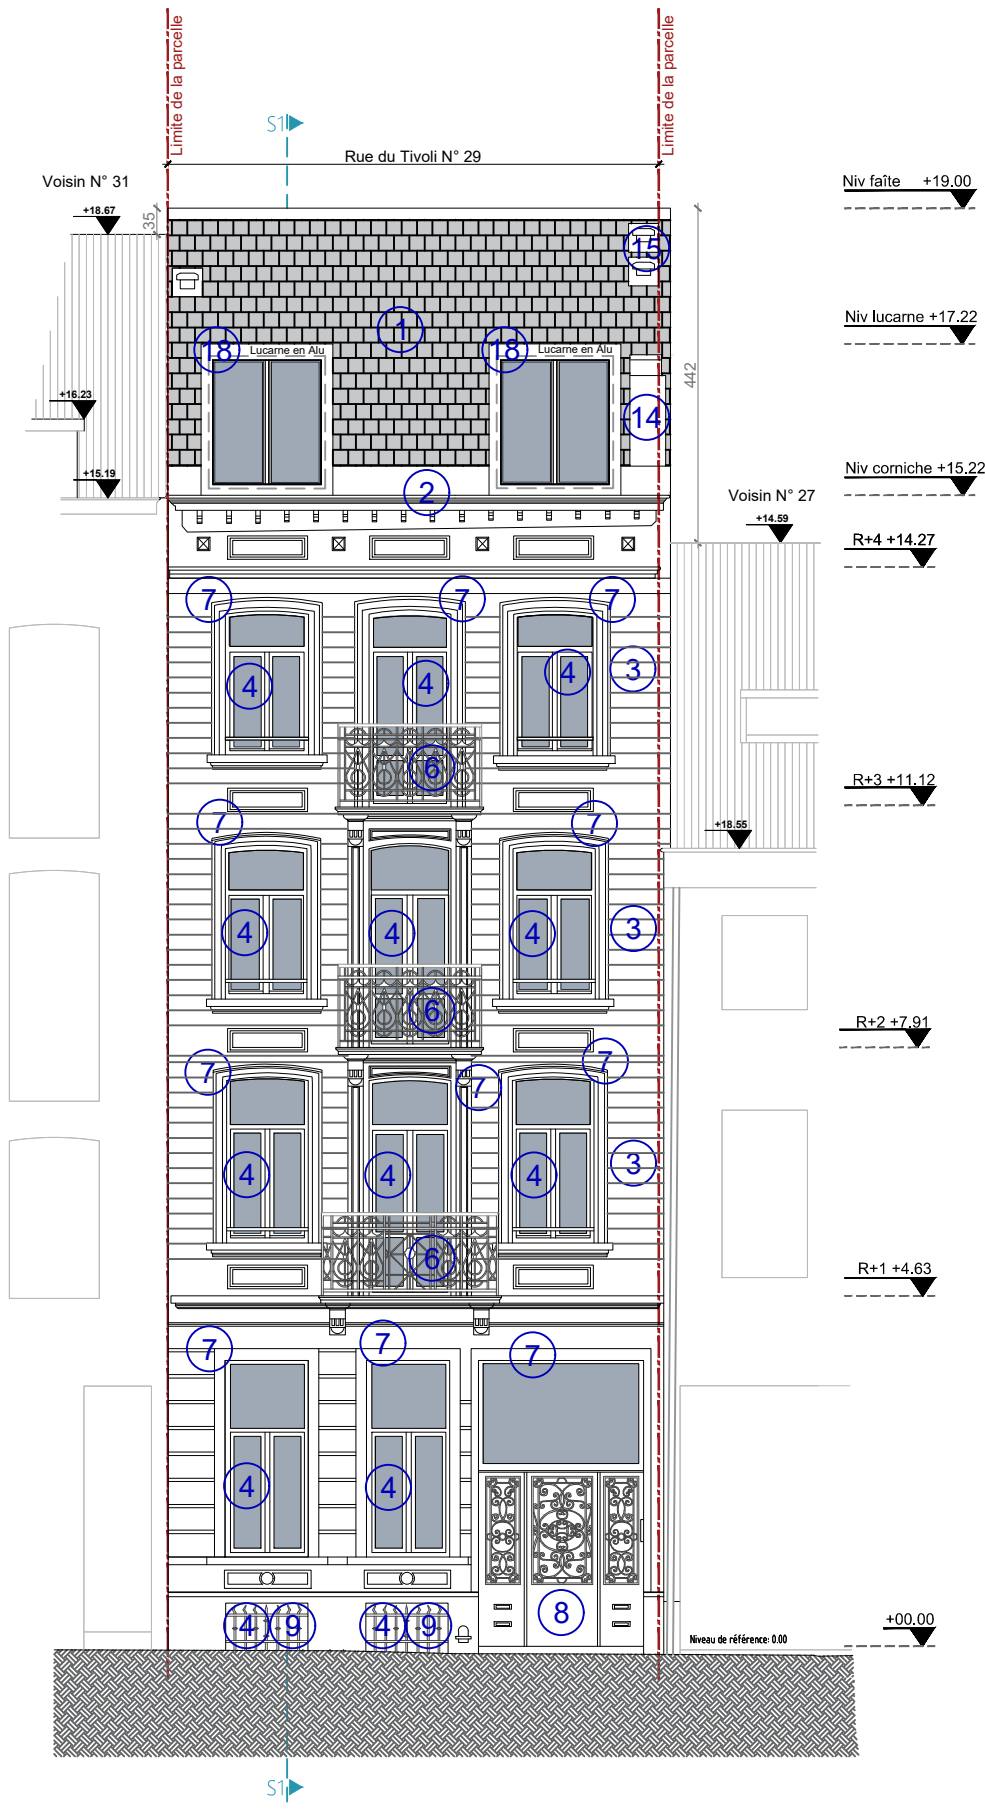 Limite de la parcelle
Limite de la parcelle
S1
Rue du Tivoli N° 29
Voisin N° 31
Niv faîte +19.00
+18.67
35
15
1
Niv lucarne +17.22
18
Lucarne en Alu
18
Lucarne en Alu
442
+16.23
14
+15.19
2
Niv corniche +15.22
Voisin N° 27
+14.59
R+4 +14.27
7
7
7
4
4
4
3
6
R+3 +11.12
7
7
+18.55
4
4
4
3
6
R+2 +7.91
7
7
7
4
4
4
3
6
R+1 +4.63
7
7
7
4
4
8
4
9
4
9
+00.00
Niveau de référence: 0.00
S1